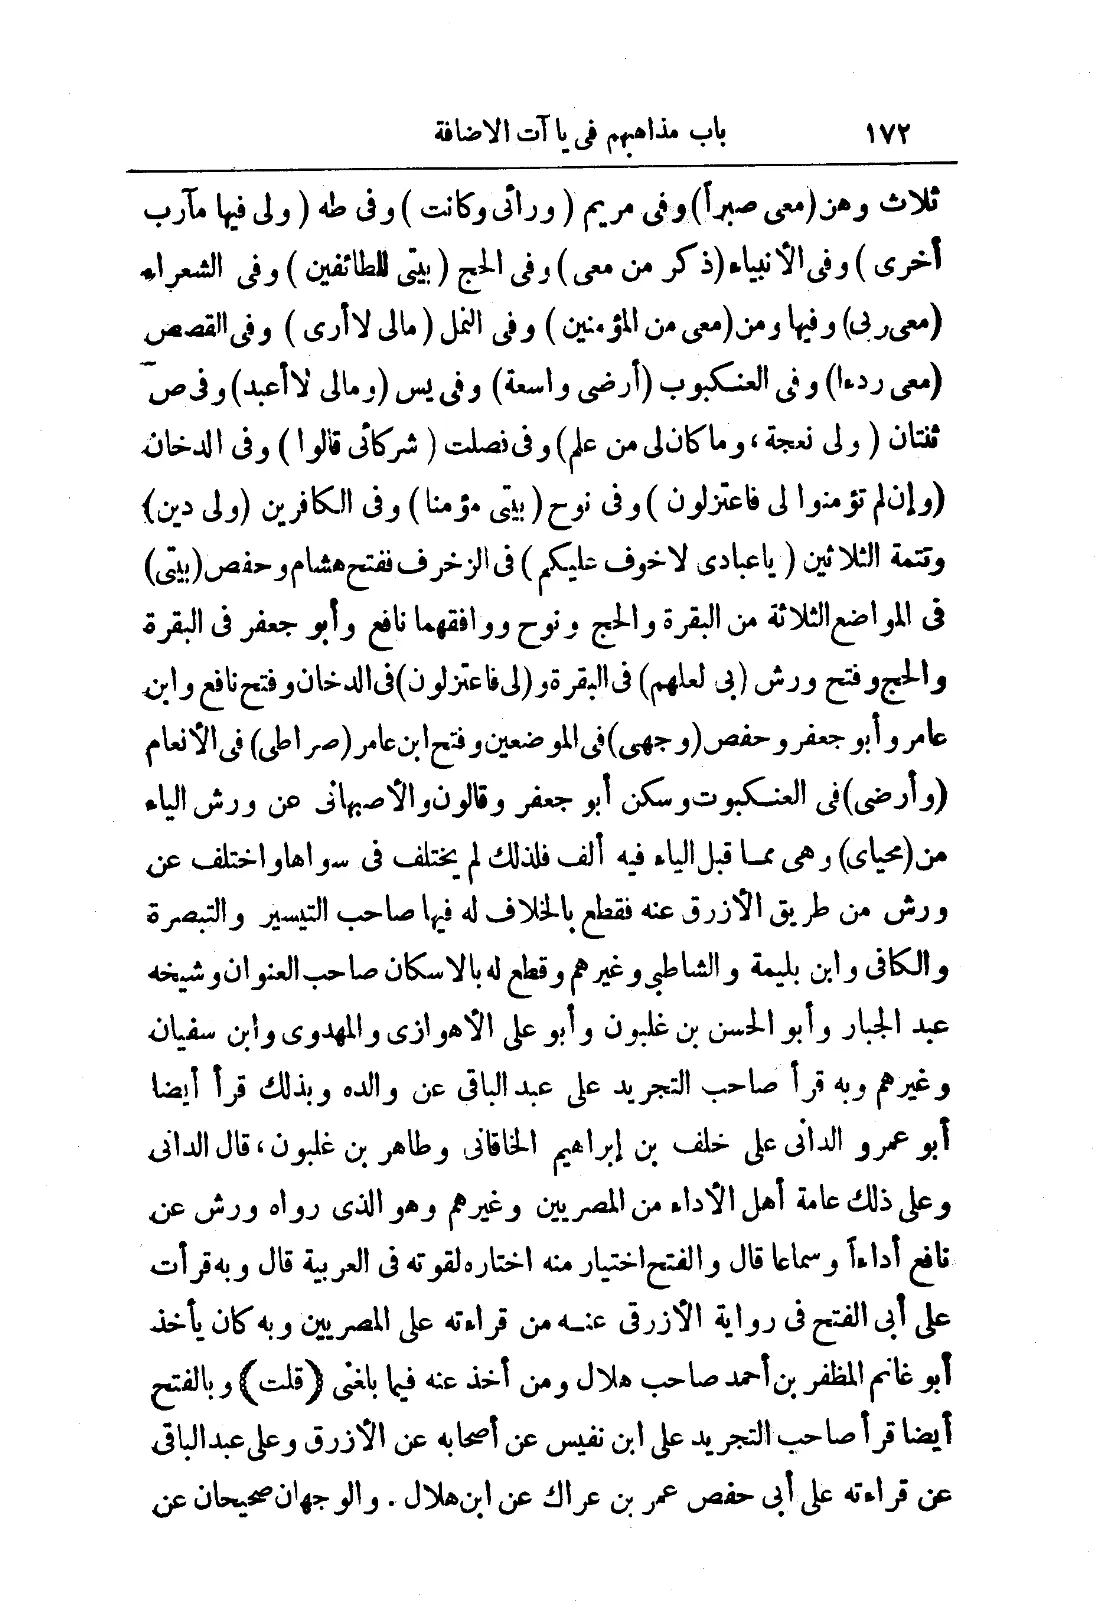 ١٧٢ باب مذاهبهم فى ياآت الاضافة
ثلاث وهن (معى صبراً) وفى مريم ( ورائى وكانت ) وفى طه ( ولى فيها مآرب
أخرى ) وفى الأنبياء (ذكر من معى ) وفى الحج ( بيتى للطائفين ) وفى الشعراء
(معى ربى) وفيها ومن (معى من المؤمنين ) وفى النمل ( مالى لاأرى ) وفى القصص
(معى ردءا) وفى العنكبوب (أرضى واسعة) وفى يس (ومالى لاأعبد) وفى صٓ
ثنتان ( ولى نعجة ، وما كان لى من علم) وفى نصلت ( شركائى قالوا ) وفى الدخان
(وإن لم تؤمنوا لى فاعتزلون ) وفى نوح ( بيتى مؤمنا ) وفى الكافرين (ولى دين)
وتتمة الثلاثين ( ياعبادى لاخوف عليكم ) فى الزخرف ففتح هشام وحفص (بيتى)
فى المواضع الثلاثة من البقرة والحج ونوح ووافقهما نافع وأبو جعفر فى البقرة
والحج وفتح ورش (بى لعلهم) فى البقرة و (لى فاعتزلون) فى الدخان وفتح نافع وابن
عامر وأبو جعفر وحفص (وجهى) فى الموضعين وفتح ابن عامر (صراطى) فى الأنعام
(وأرضى) فى العنكبوت وسكن أبو جعفر وقالون والأصبهانى عن ورش الياء
من (محياى) وهى مما قبل الياء فيه ألف فلذلك لم يختلف فى سواها واختلف عن
ورش من طريق الأزرق عنه فقطع بالخلاف له فيها صاحب التيسير والتبصرة
والكافى وابن بليمة والشاطبى وغيرهم وقطع له بالاسكان صاحب العنوان وشيخه
عبد الجبار وأبو الحسن بن غلبون وأبو على الأهوازى والمهدوى وابن سفيان
وغيرهم وبه قرأ صاحب التجريد على عبد الباقى عن والده وبذلك قرأ أيضا
أبو عمرو الدانى على خلف بن إبراهيم الخاقانى وطاهر بن غلبون ، قال الدانى
وعلى ذلك عامة أهل الأداء من المصريين وغيرهم وهو الذى رواه ورش عن
نافع أداءاً وسماعا قال والفتح اختيار منه اختاره لقوته فى العربية قال وبه قرأت
على أبى الفتح فى رواية الأزرق عنه من قراءته على المصريين وبه كان يأخذ
أبو غانم المظفر بن أحمد صاحب هلال ومن أخذ عنه فيما بلغنى (قلت) وبالفتح
أيضا قرأ صاحب التجريد على ابن نفيس عن أصحابه عن الأزرق وعلى عبد الباقى
عن قراءته على أبى حفص عمر بن عراك عن ابن هلال . والوجهان صحيحان عن